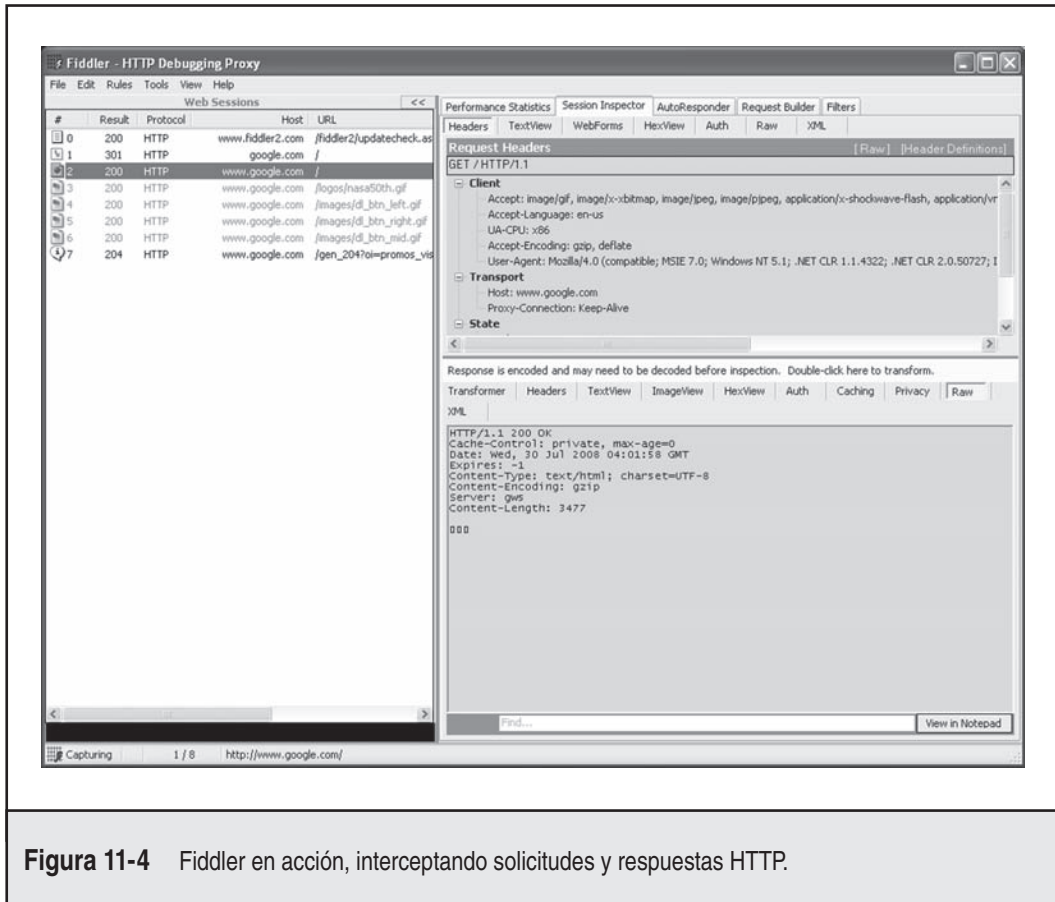 Fiddler - HTTP Debugging Proxy
File Edit Rules Tools View Help
Web Sessions <<
# Result Protocol Host URL
0 200 HTTP www.fiddler2.com /fiddler2/updatecheck.as
1 301 HTTP google.com /
2 200 HTTP www.google.com /
3 200 HTTP www.google.com /logos/nasa50th.gif
4 200 HTTP www.google.com /images/dl_btn_left.gif
5 200 HTTP www.google.com /images/dl_btn_right.gif
6 200 HTTP www.google.com /images/dl_btn_mid.gif
7 204 HTTP www.google.com /gen_204?oi=promos_vis
Performance Statistics Session Inspector AutoResponder Request Builder Filters
Headers TextView WebForms HexView Auth Raw XML
Request Headers [Raw] [Header Definitions]
GET / HTTP/1.1
Client
Accept: image/gif, image/x-xbitmap, image/jpeg, image/pjpeg, application/x-shockwave-flash, application/vr
Accept-Language: en-us
UA-CPU: x86
Accept-Encoding: gzip, deflate
User-Agent: Mozilla/4.0 (compatible; MSIE 7.0; Windows NT 5.1; .NET CLR 1.1.4322; .NET CLR 2.0.50727; I
Transport
Host: www.google.com
Proxy-Connection: Keep-Alive
State
Response is encoded and may need to be decoded before inspection. Double-click here to transform.
Transformer Headers TextView ImageView HexView Auth Caching Privacy Raw
XML
HTTP/1.1 200 OK
Cache-Control: private, max-age=0
Date: Wed, 30 Jul 2008 04:01:58 GMT
Expires: -1
Content-Type: text/html; charset=UTF-8
Content-Encoding: gzip
Server: gws
Content-Length: 3477
Find... View in Notepad
Capturing 1 / 8 http://www.google.com/
Figura 11-4 Fiddler en acción, interceptando solicitudes y respuestas HTTP.